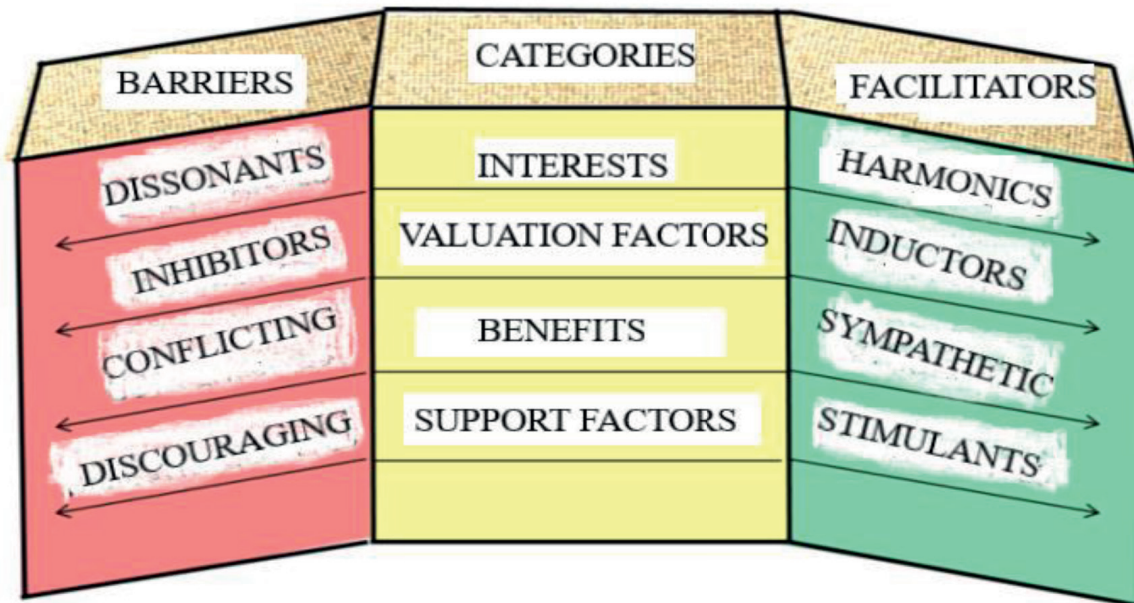 BARRIERS
CATEGORIES
FACILITATORS
DISSONANTS
INTERESTS
HARMONICS
INHIBITORS
VALUATION FACTORS
INDUCTORS
CONFLICTING
BENEFITS
SYMPATHETIC
DISCOURAGING
SUPPORT FACTORS
STIMULANTS